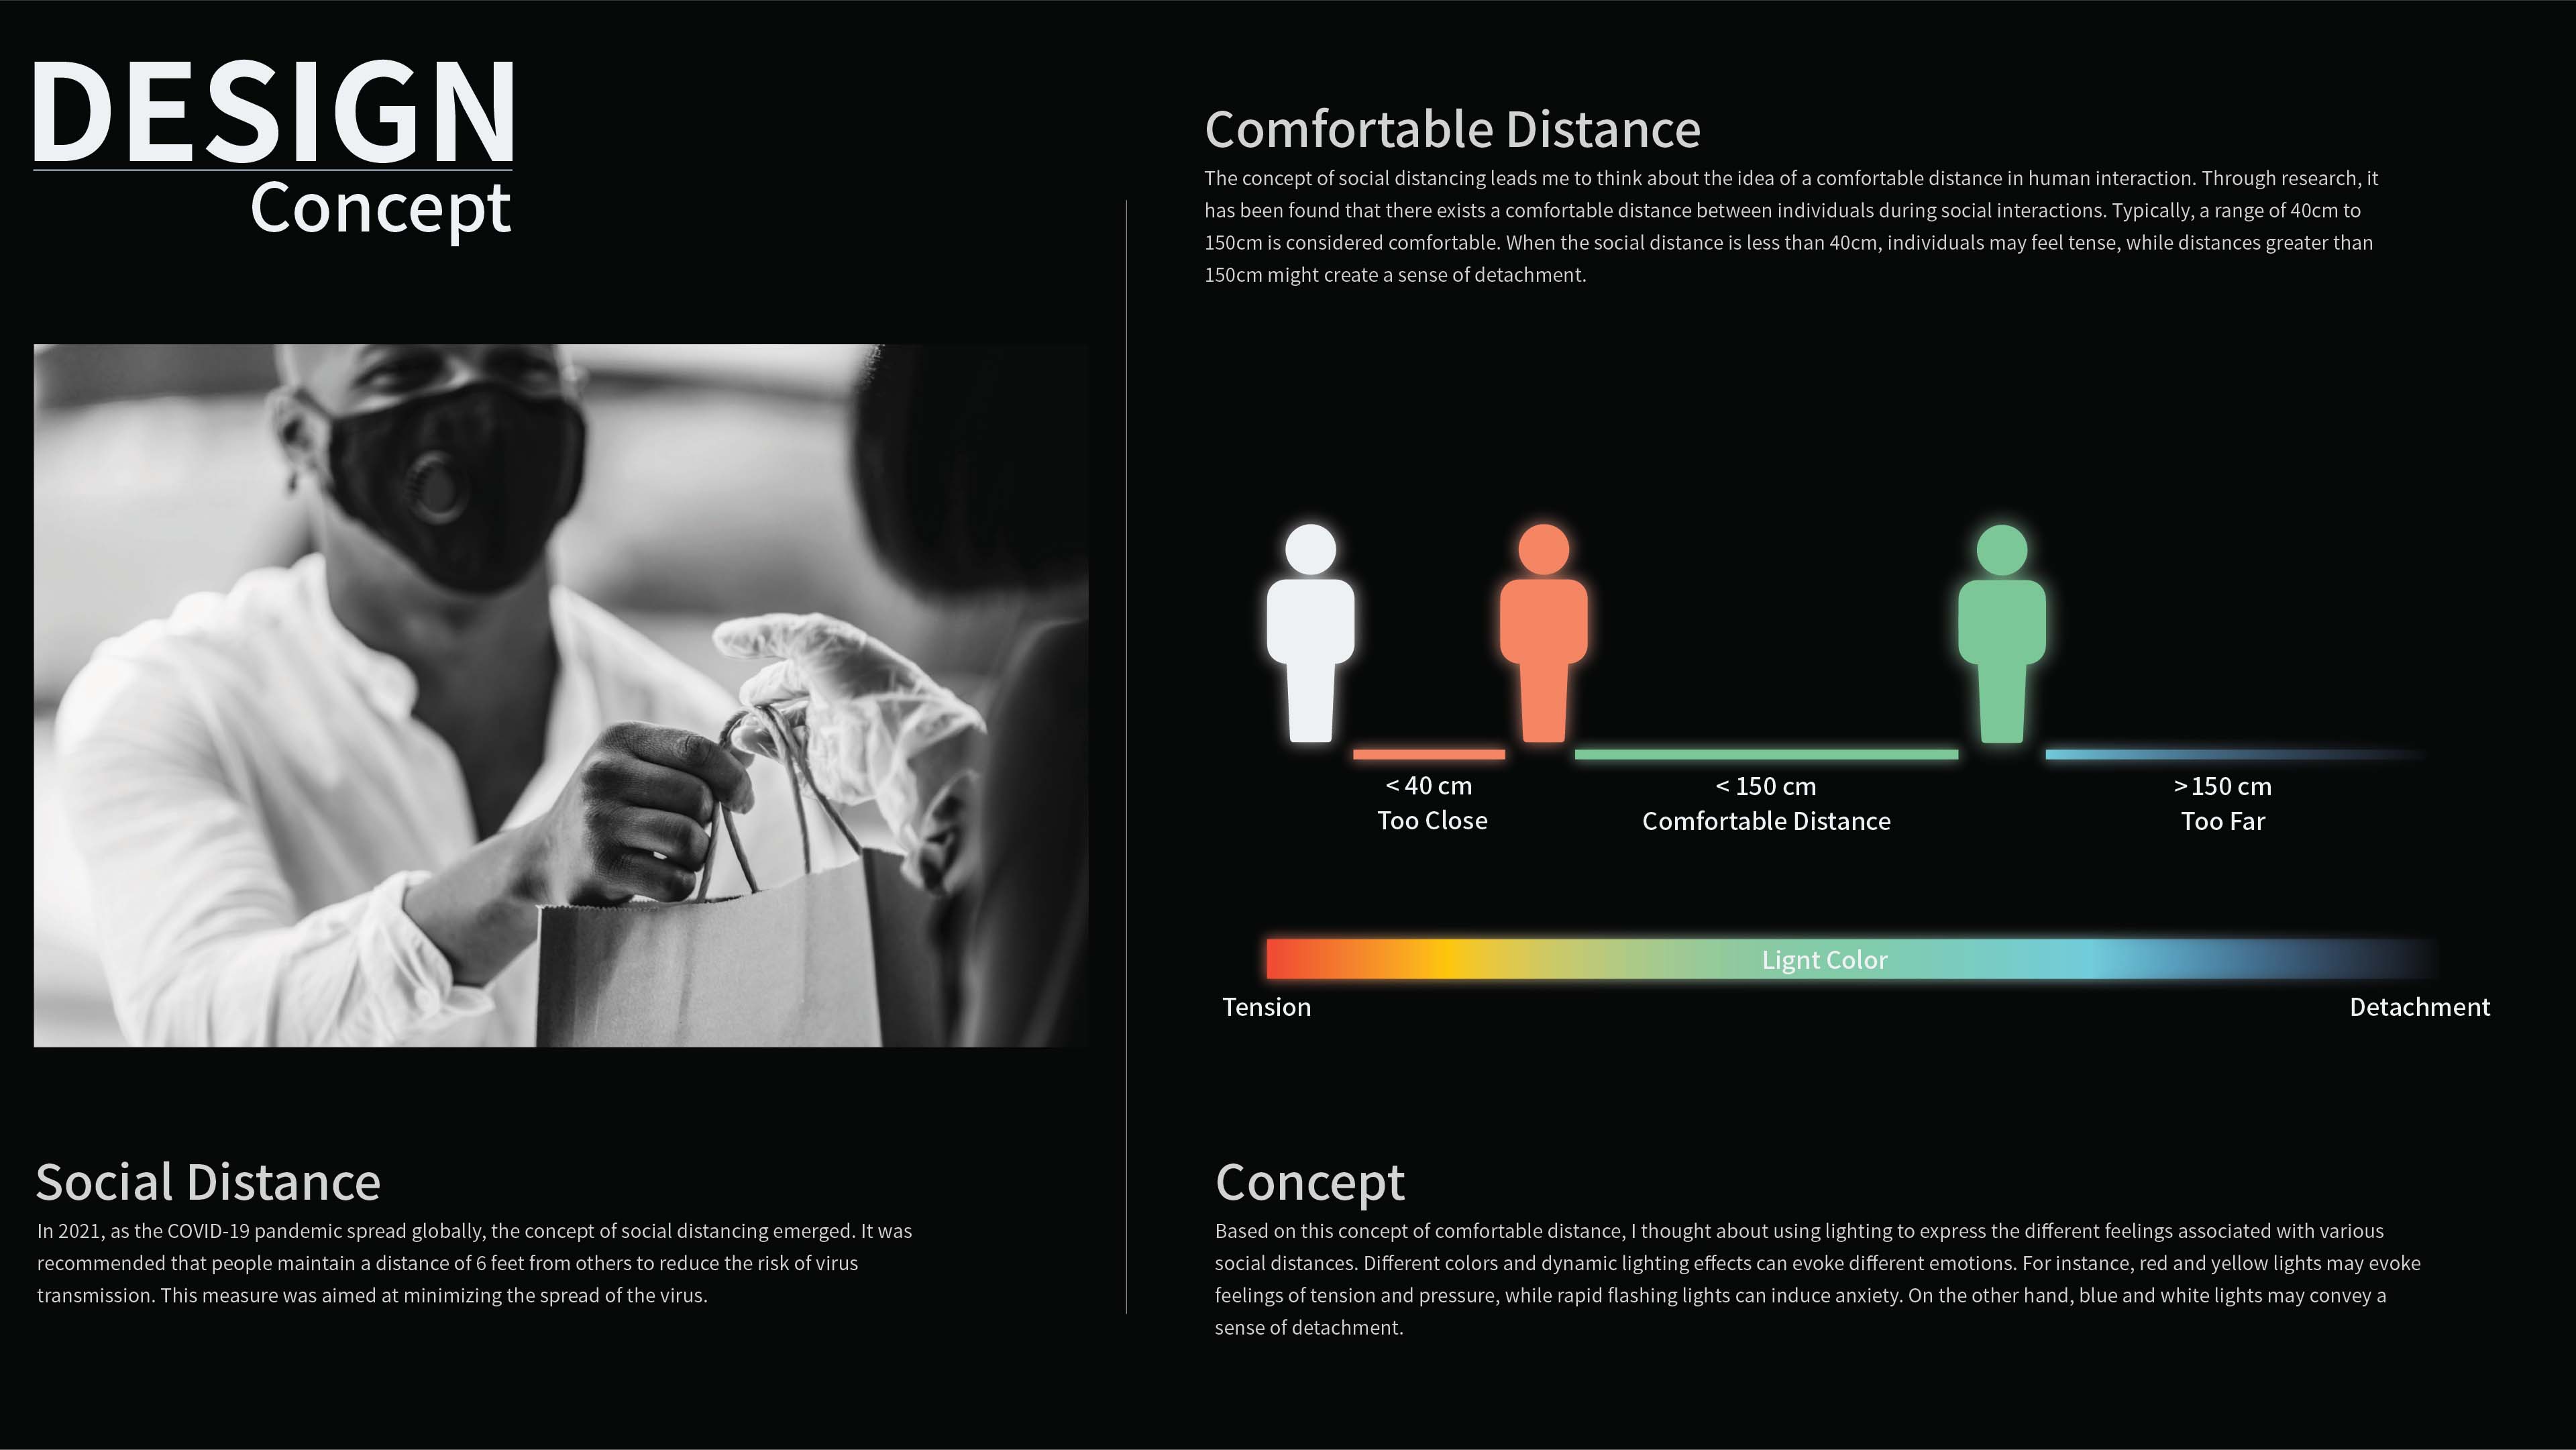 DESIGN
Concept
Social Distance
In 2021, as the COVID-19 pandemic spread globally, the concept of social distancing emerged. It was
recommended that people maintain a distance of 6 feet from others to reduce the risk of virus
transmission. This measure was aimed at minimizing the spread of the virus.
Comfortable Distance
The concept of social distancing leads me to think about the idea of a comfortable distance in human interaction. Through research, it
has been found that there exists a comfortable distance between individuals during social interactions. Typically, a range of 40cm to
150cm is considered comfortable. When the social distance is less than 40cm, individuals may feel tense, while distances greater than
150cm might create a sense of detachment.
< 40 cm
Too Close
< 150 cm
Comfortable Distance
>150 cm
Too Far
Lignt Color
Tension
Detachment
Concept
Based on this concept of comfortable distance, I thought about using lighting to express the different feelings associated with various
social distances. Different colors and dynamic lighting effects can evoke different emotions. For instance, red and yellow lights may evoke
feelings of tension and pressure, while rapid flashing lights can induce anxiety. On the other hand, blue and white lights may convey a
sense of detachment.